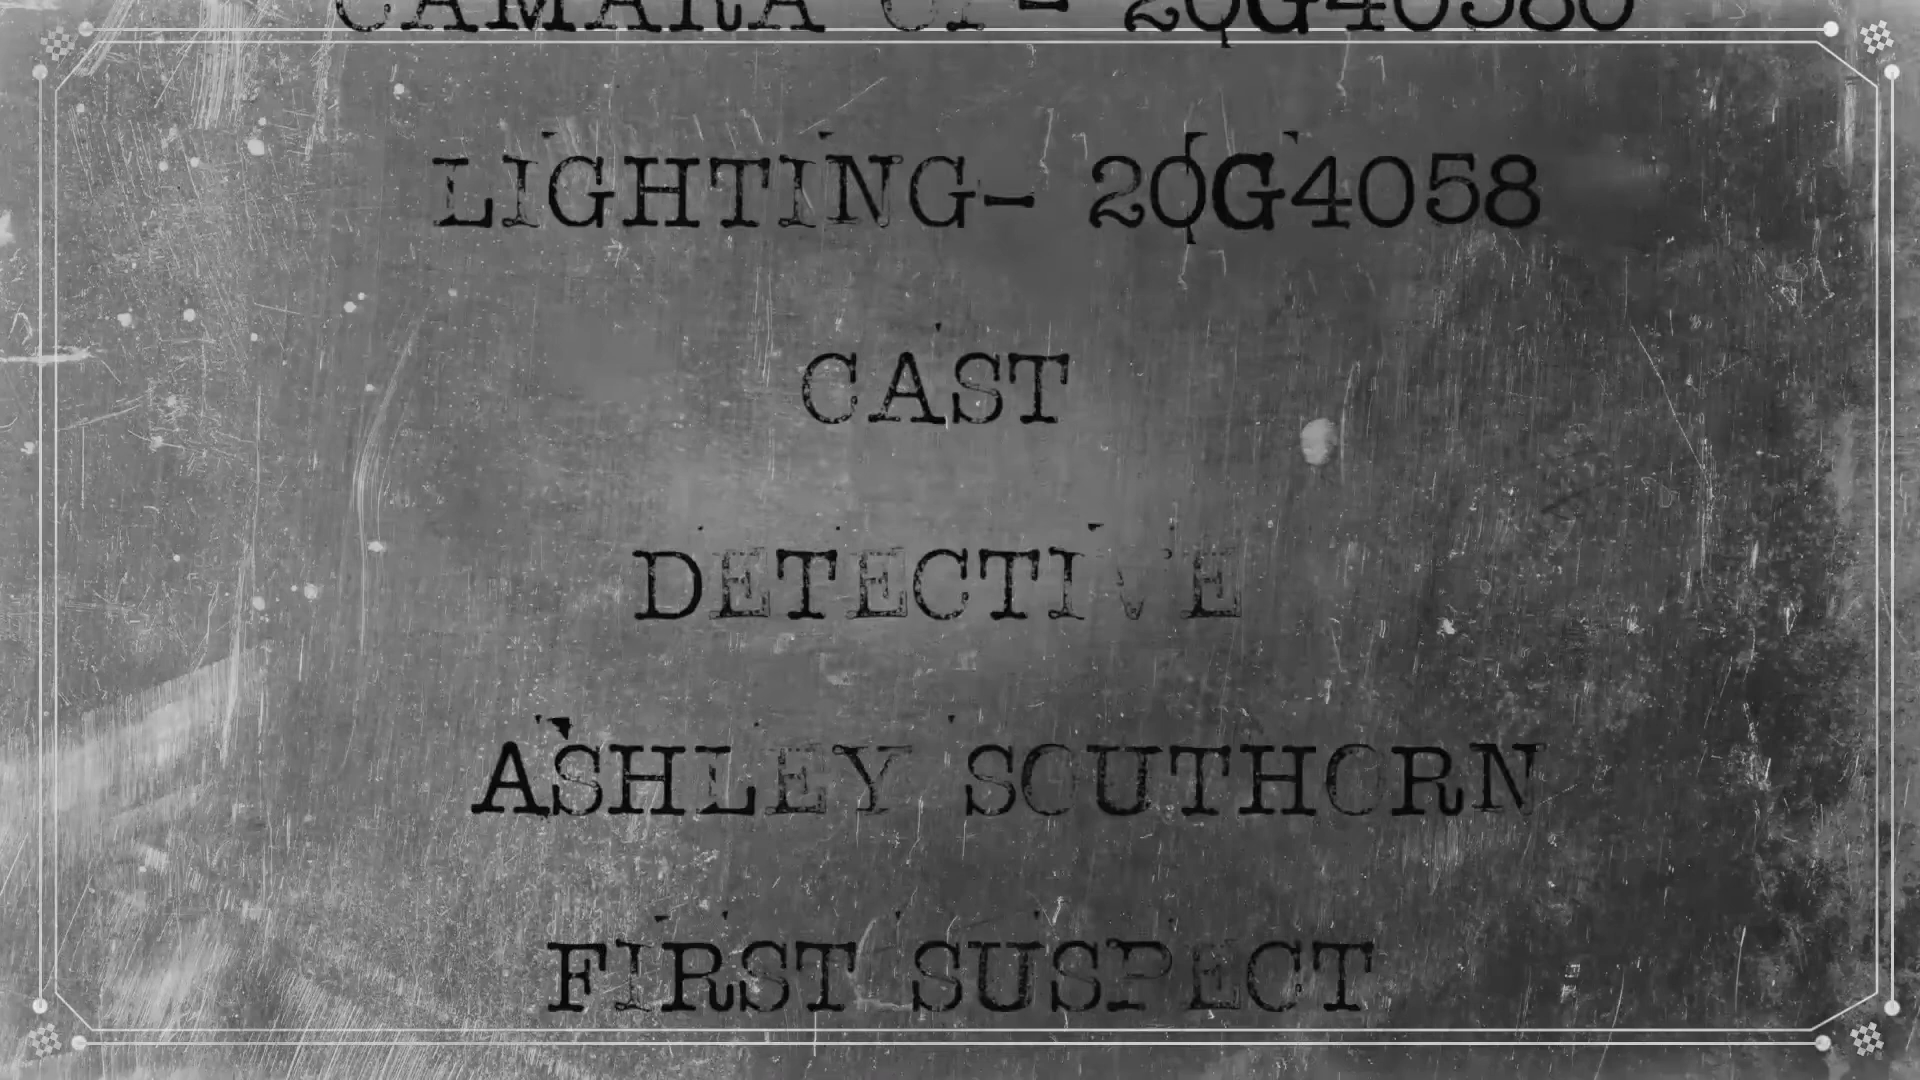 LIGHTING- 20G4058
CAST
DETECTIVE
ASHLEY SOUTHORN
FIRST SUSPECT